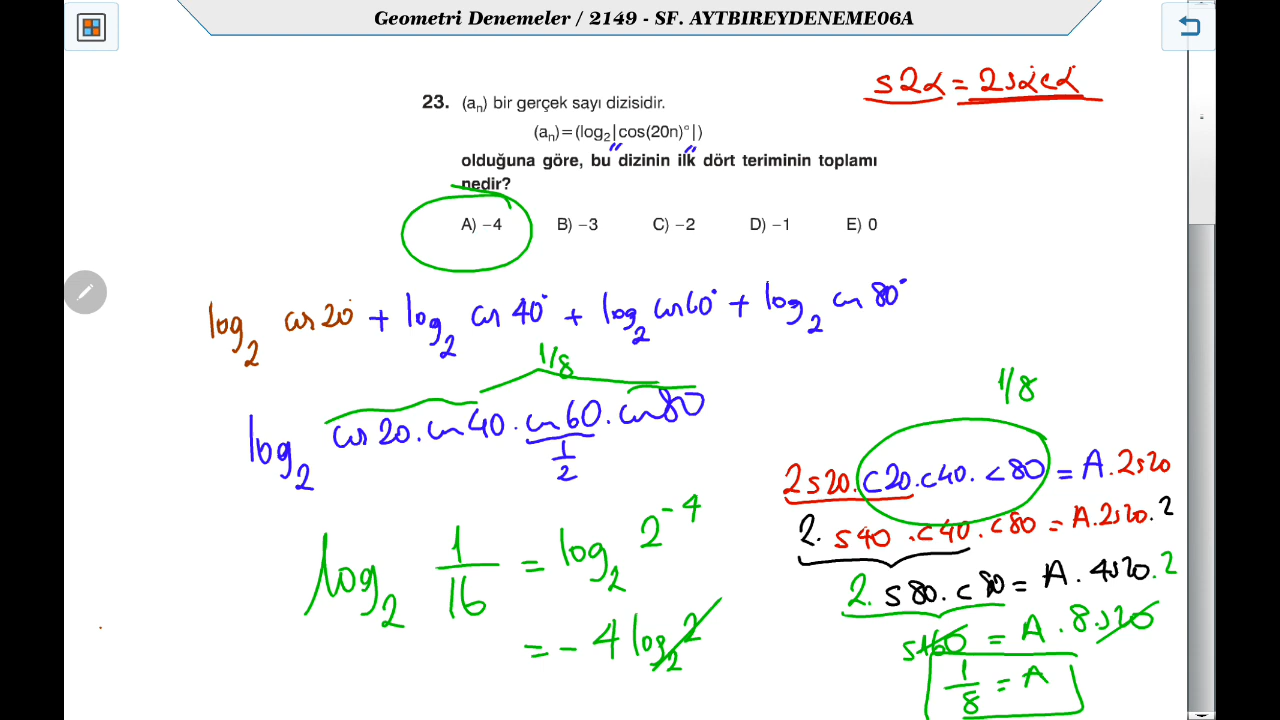 Geometri Denemeler / 2149 - SF. AYTBIREYDENEME06A
s2α = 2sαcα
23. (aₙ) bir gerçek sayı dizisidir.
(aₙ)=(log₂|cos(20n)°|)
olduğuna göre, bu dizinin ilk dört teriminin toplamı
nedir?
A) −4 B) −3 C) −2 D) −1 E) 0
log₂ cos20° + log₂ cos40° + log₂ cos60° + log₂ cos80°
1/8
log₂ cos20.cos40.cos60.cos80
1/2
log₂ 1/16 = log₂ 2⁻⁴
= -4 log₂2
1/8
2s20.c20.c40.c80 = A.2s20
2. s40.c40.c80 = A.2s20.2
2. s80.c80 = A.4s20.2
s160 = A.8.s20
1/8 = A